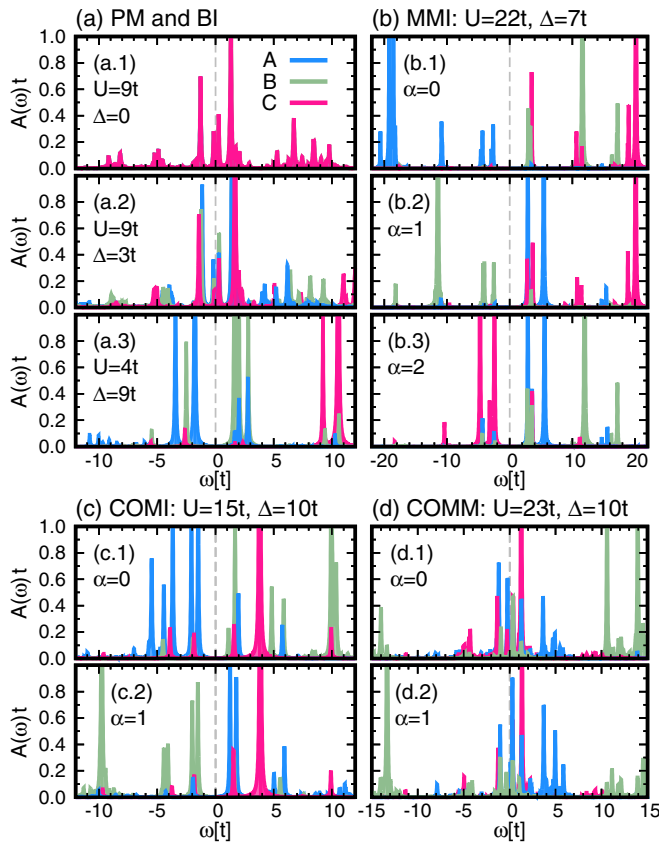 (a) PM and BI
(b) MMI: U=22t, Δ=7t
1.0
0.8
0.6
0.4
0.2
0
A(ω) t
(a.1)
U=9t
Δ=0
A
B
C
(b.1)
α=0
1.0
0.8
0.6
0.4
0.2
0
A(ω) t
(a.2)
U=9t
Δ=3t
(b.2)
α=1
1.0
0.8
0.6
0.4
0.2
0
A(ω) t
(a.3)
U=4t
Δ=9t
(b.3)
α=2
-10 -5 0 5 10
-20 -10 0 10 20
ω[t]
ω[t]
(c) COMI: U=15t, Δ=10t
(d) COMM: U=23t, Δ=10t
1.0
0.8
0.6
0.4
0.2
0
A(ω) t
(c.1)
α=0
(d.1)
α=0
1.0
0.8
0.6
0.4
0.2
0
A(ω) t
(c.2)
α=1
(d.2)
α=1
-10 -5 0 5 10
-15 -10 -5 0 5 10 15
ω[t]
ω[t]